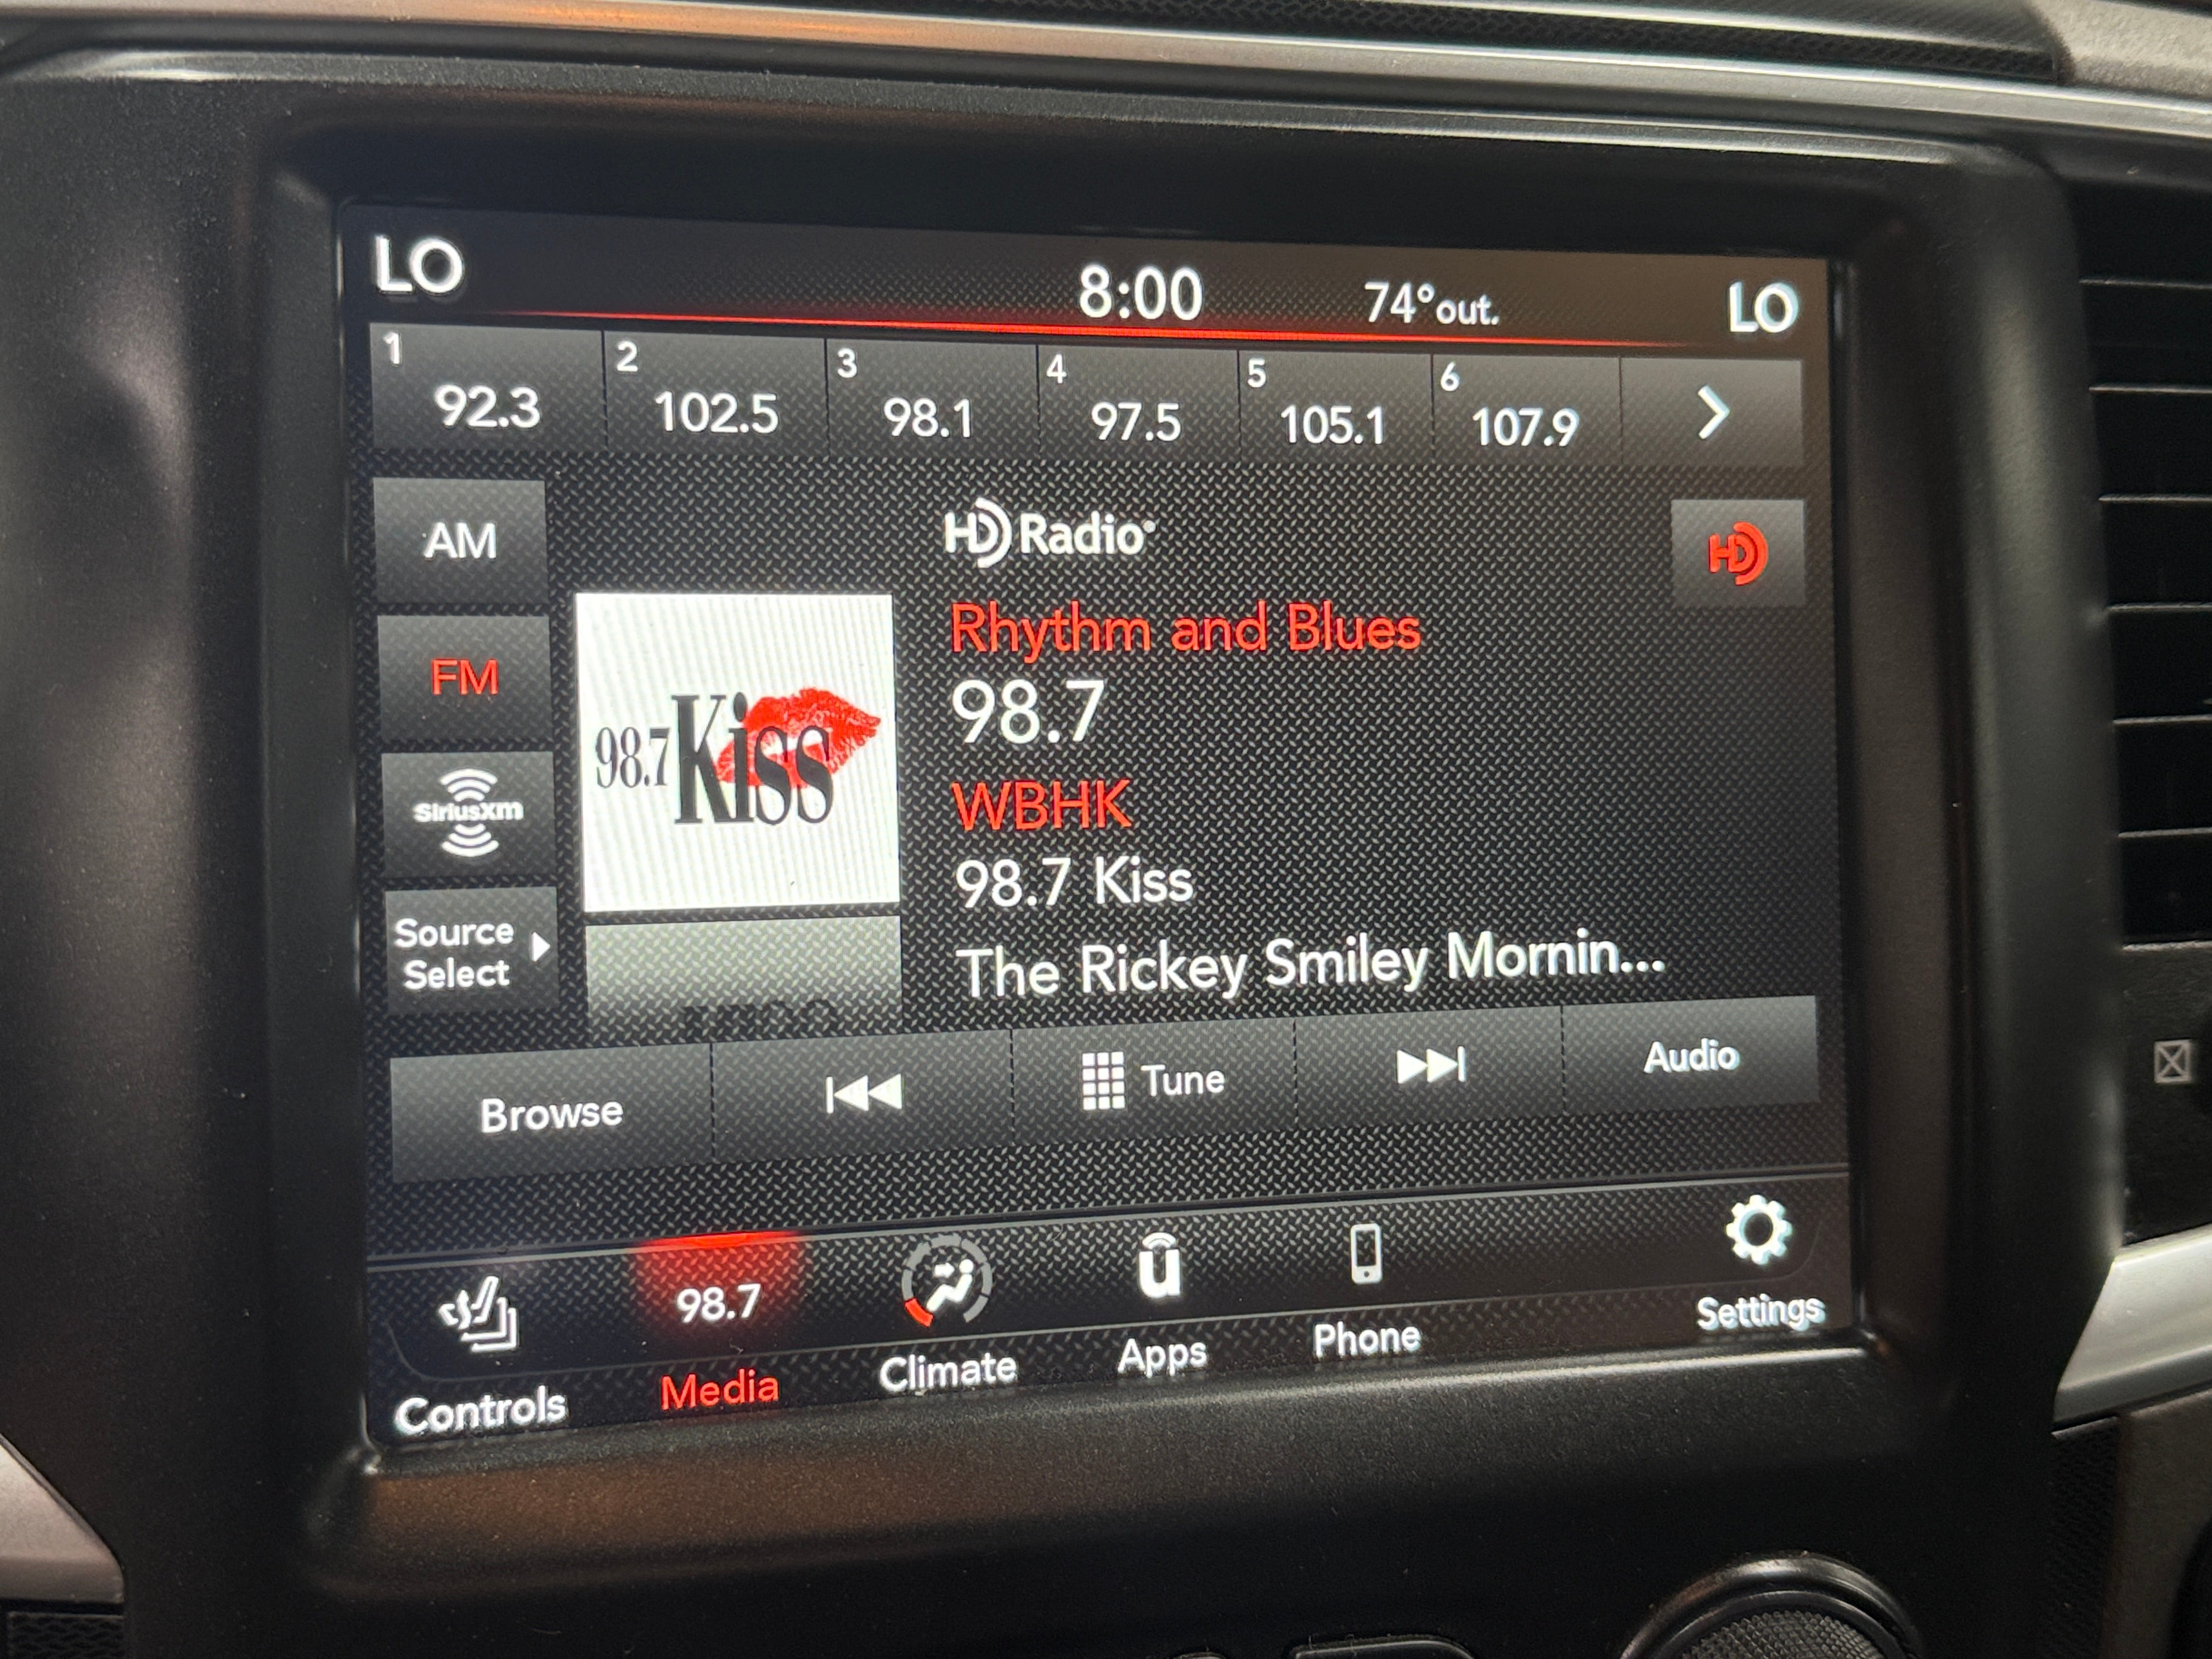 LO 8:00 74°out. LO
1 2 3 4 5 6
92.3 102.5 98.1 97.5 105.1 107.9
AM
HD Radio
HD
Rhythm and Blues
FM
98.7
98.7 Kiss
SiriusXM
WBHK
98.7 Kiss
Source
Select
The Rickey Smiley Mornin...
Browse Tune Audio
98.7
u
Controls Media Climate Apps Phone Settings